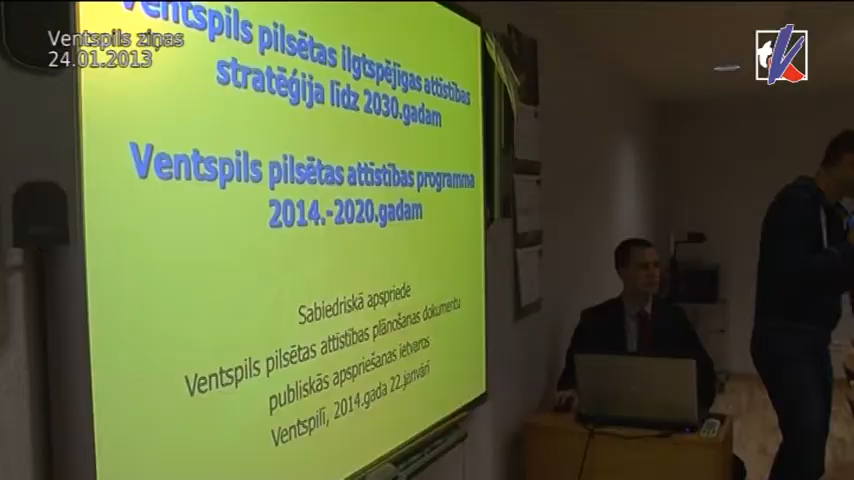 Ventspils ziņas
24.01.2013
Ventspils pilsētas ilgtspējīgas attīstības
stratēģija līdz 2030.gadam
Ventspils pilsētas attīstības programma
2014.-2020.gadam
Sabiedriskā apspriede
Ventspils pilsētas attīstības plānošanas dokumentu
publiskās apspriešanas ietvaros
Ventspilī, 2014.gada 22.janvārī